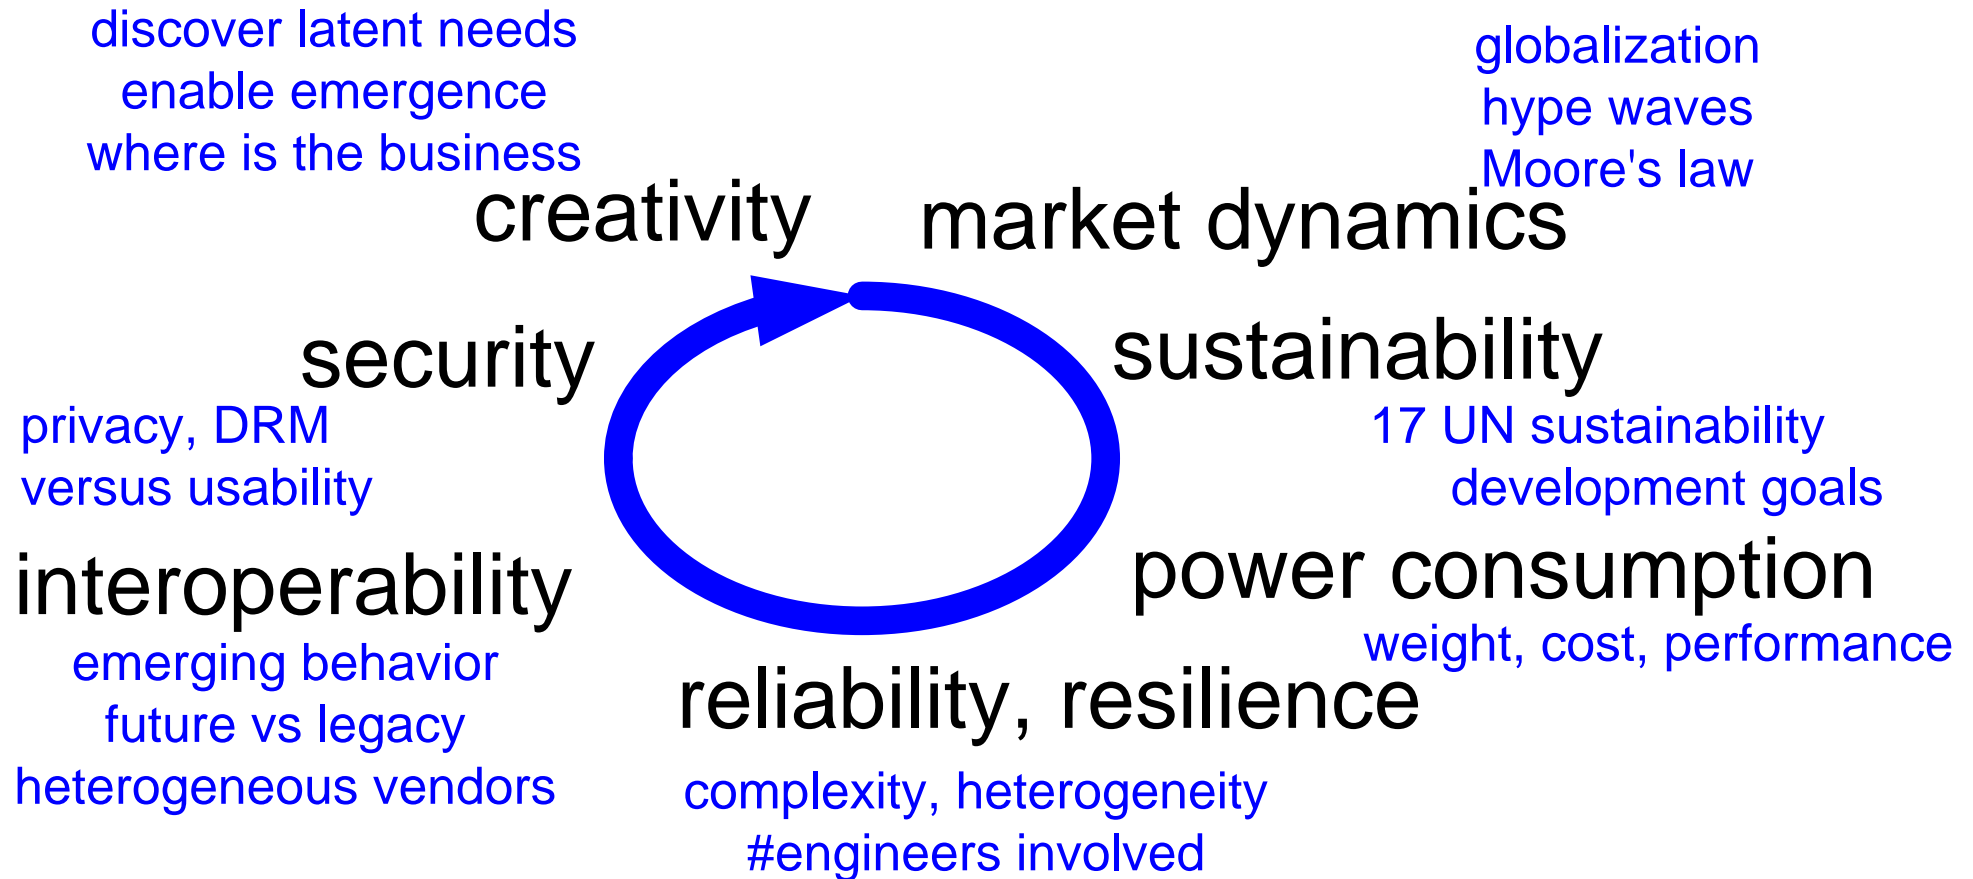 discover latent needs
enable emergence
where is the business
creativity
globalization
hype waves
Moore's law
market dynamics
sustainability
17 UN sustainability
development goals
power consumption
weight, cost, performance
reliability, resilience
complexity, heterogeneity
#engineers involved
interoperability
emerging behavior
future vs legacy
heterogeneous vendors
security
privacy, DRM
versus usability